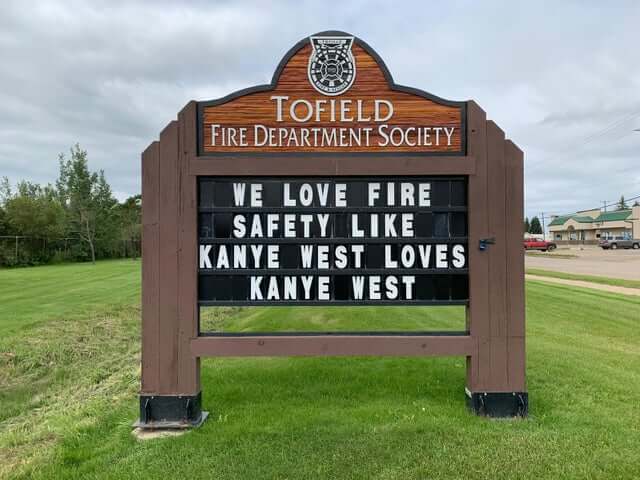 TOFIELD
FIRE DEPARTMENT SOCIETY
WE LOVE FIRE
SAFETY LIKE
KANYE WEST LOVES
KANYE WEST